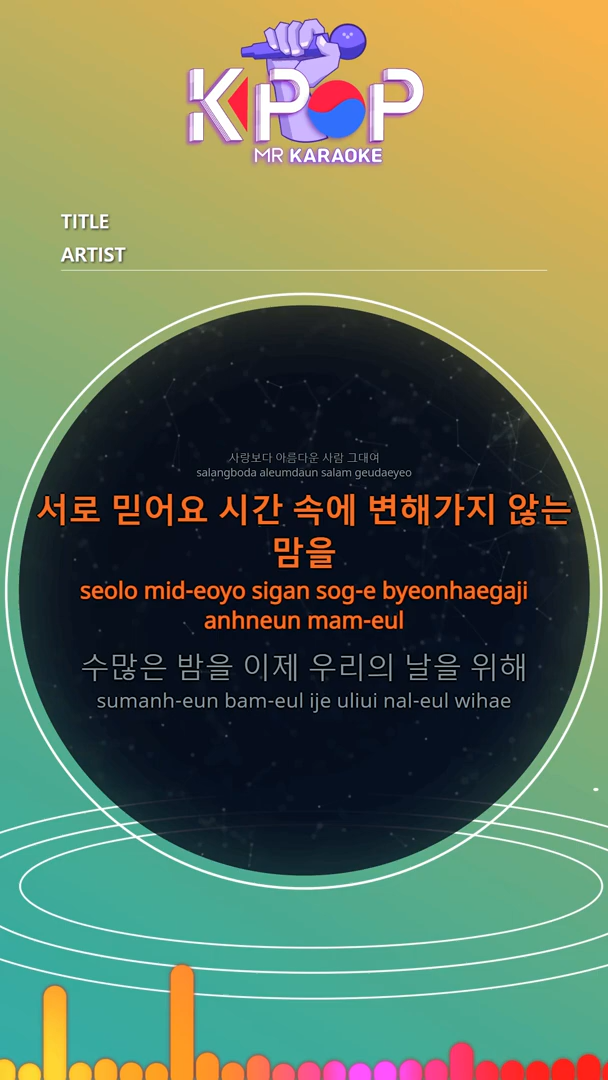 KPOP
MR KARAOKE
TITLE
ARTIST
사랑보다 아름다운 사람 그대여
salangboda aleumdaun salam geudaeyeo
서로 믿어요 시간 속에 변해가지 않는
맘을
seolo mid-eoyo sigan sog-e byeonhaegaji
anhneun mam-eul
수많은 밤을 이제 우리의 날을 위해
sumanh-eun bam-eul ije uliui nal-eul wihae